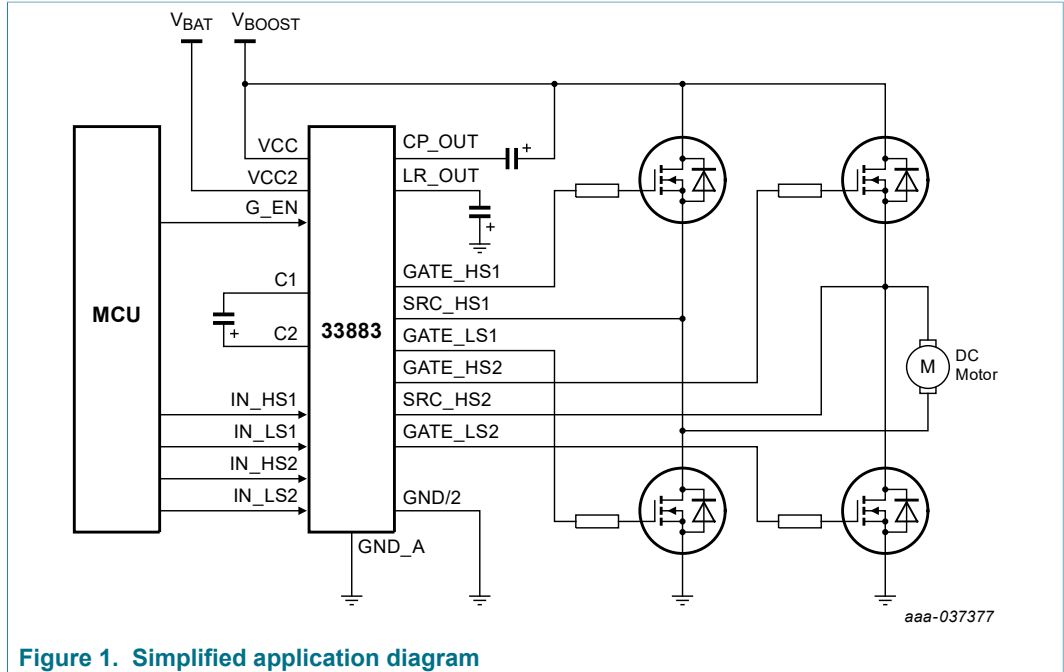 VBAT
VBOOST
MCU
VCC
VCC2
G_EN
C1
C2
IN_HS1
IN_LS1
IN_HS2
IN_LS2
33883
CP_OUT
+
LR_OUT
+
+
GATE_HS1
SRC_HS1
GATE_LS1
GATE_HS2
SRC_HS2
GATE_LS2
GND/2
GND_A
M
DC
Motor
aaa-037377
Figure 1. Simplified application diagram